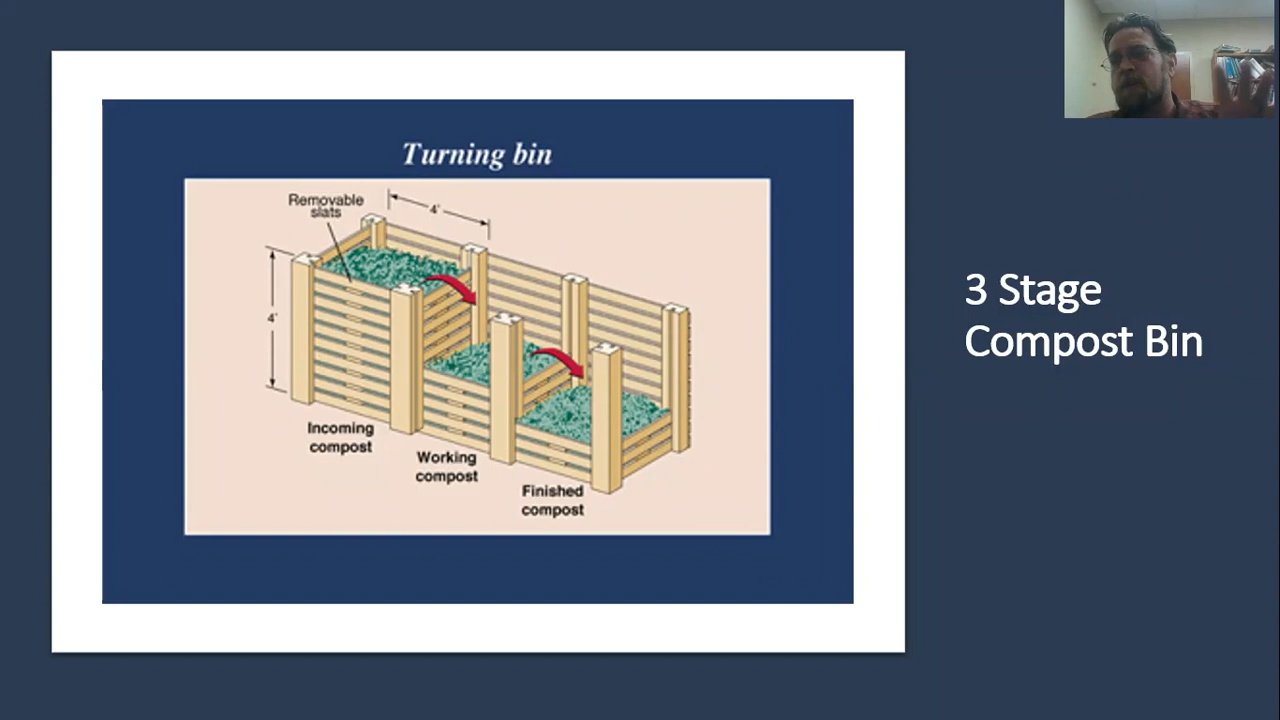 Turning bin
Removable
slats
4'
4'
Incoming
compost
Working
compost
Finished
compost
3 Stage
Compost Bin